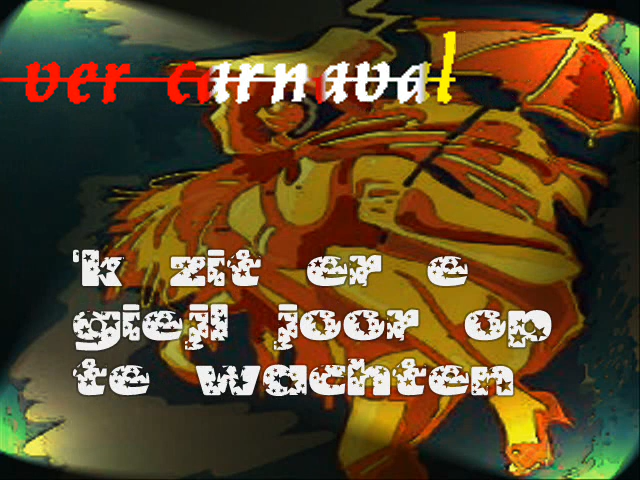 ver carnaval
'k zit er e
giejl joor op
te wachten